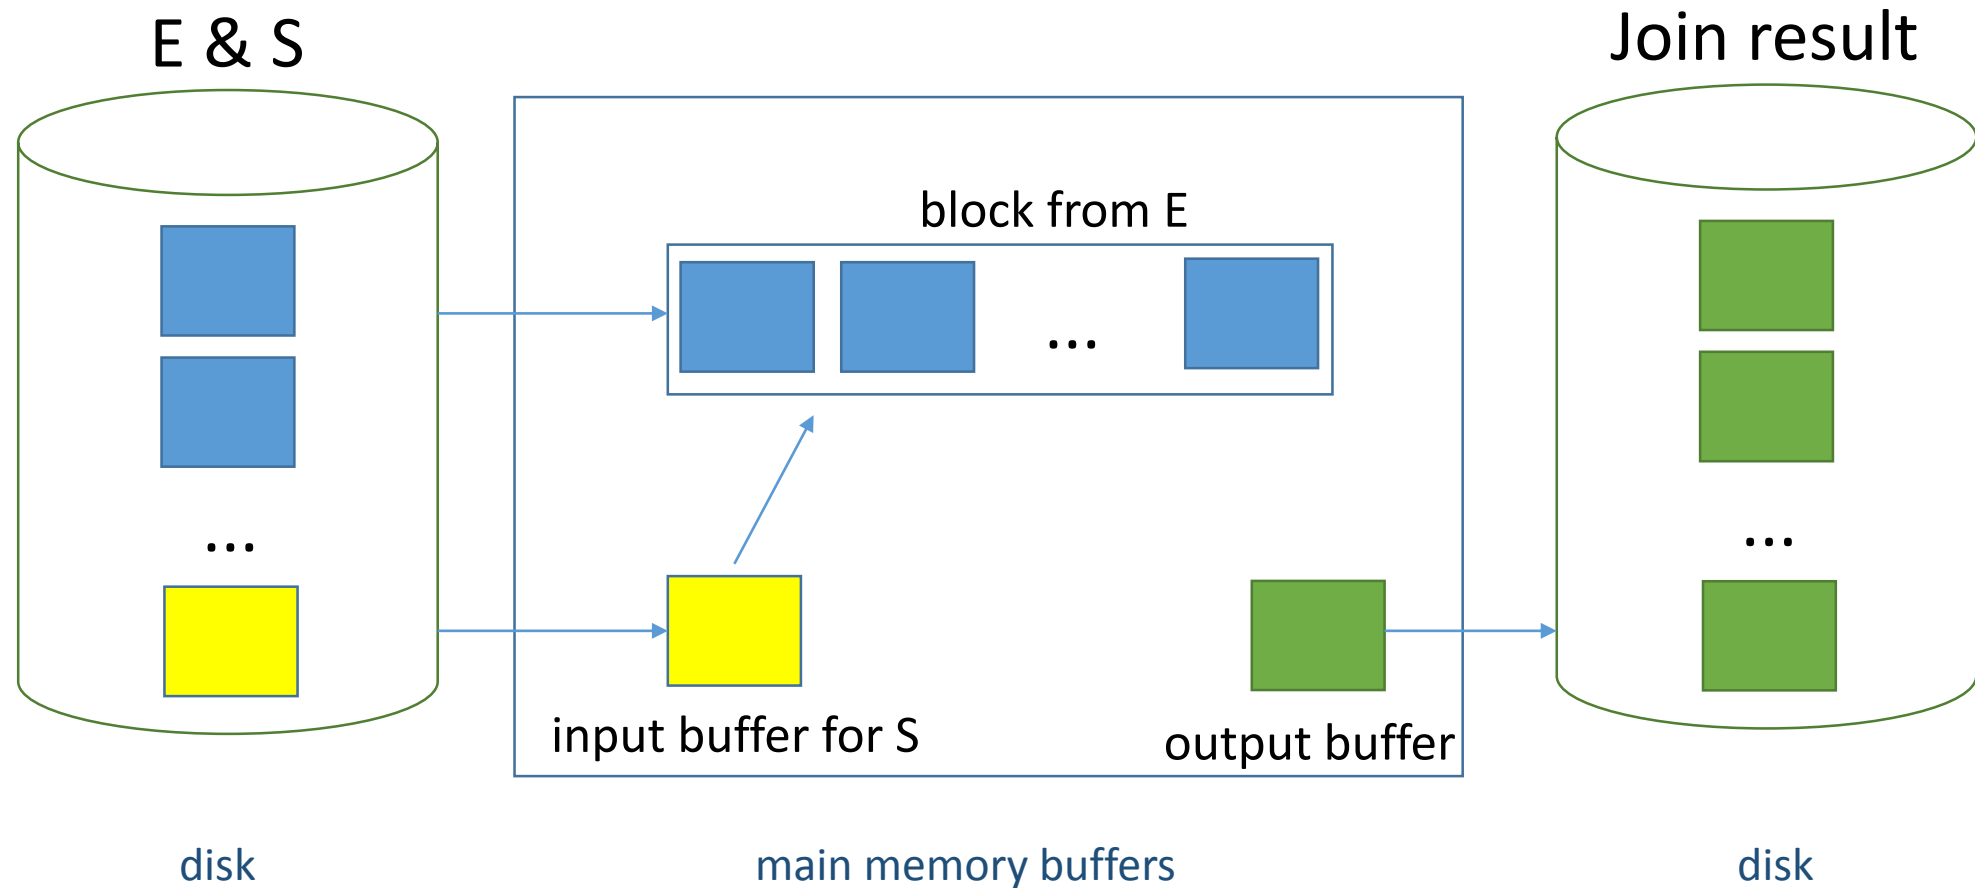 E & S
Join result
block from E
...
...
...
input buffer for S
output buffer
disk
main memory buffers
disk